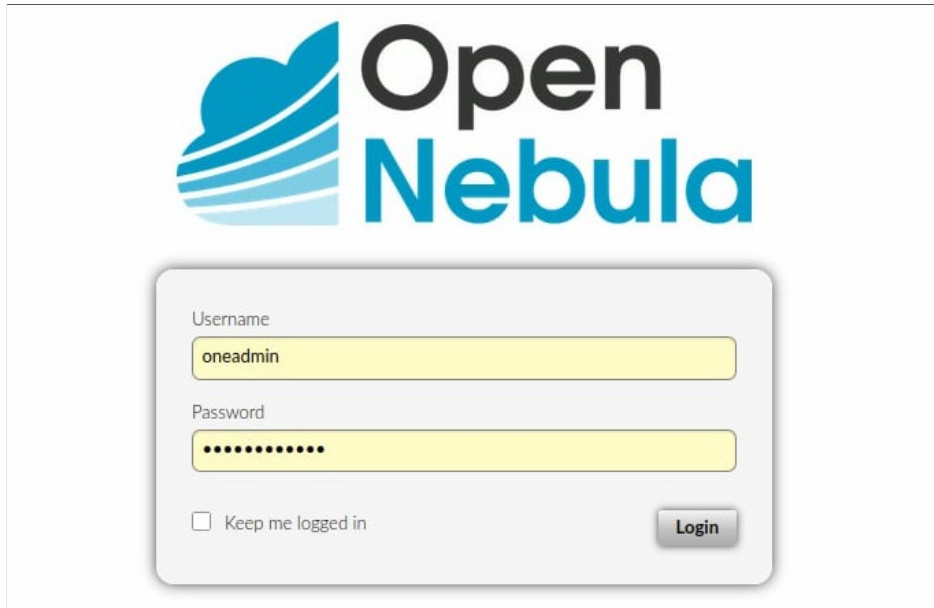 Open
Nebula
Username
oneadmin
Password
••••••••••••
Keep me logged in
Login